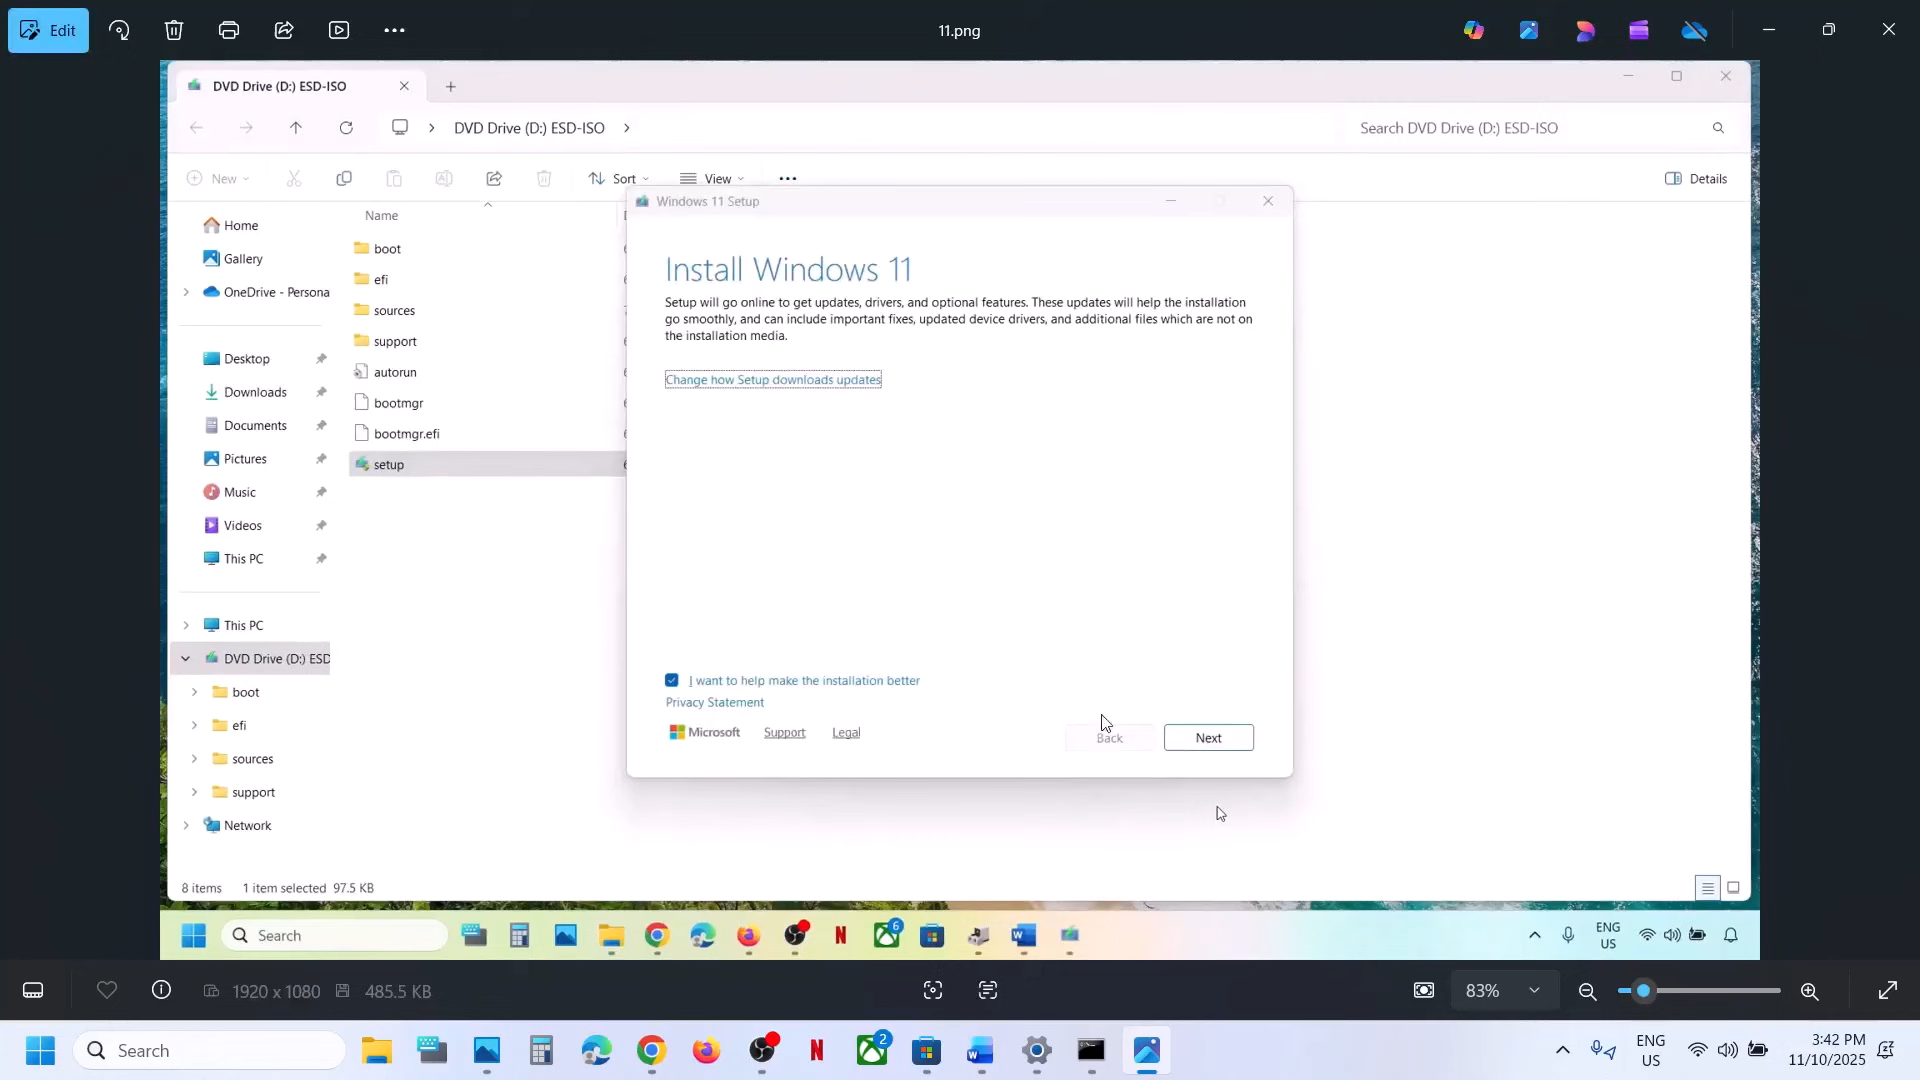 Edit
11.png
DVD Drive (D:) ESD-ISO
DVD Drive (D:) ESD-ISO
Search DVD Drive (D:) ESD-ISO
New
Sort
View
Details
Home
Gallery
OneDrive - Persona
Desktop
Downloads
Documents
Pictures
Music
Videos
This PC
This PC
DVD Drive (D:) ESD
boot
efi
sources
support
Network
Name
boot
efi
sources
support
autorun
bootmgr
bootmgr.efi
setup
Windows 11 Setup
Install Windows 11
Setup will go online to get updates, drivers, and optional features. These updates will help the installation
go smoothly, and can include important fixes, updated device drivers, and additional files which are not on
the installation media.
Change how Setup downloads updates
I want to help make the installation better
Privacy Statement
Microsoft Support Legal
Back Next
8 items 1 item selected 97.5 KB
Search
6
ENG
US
1920 x 1080 485.5 KB
83%
Search
2
ENG
US
3:42 PM
11/10/2025